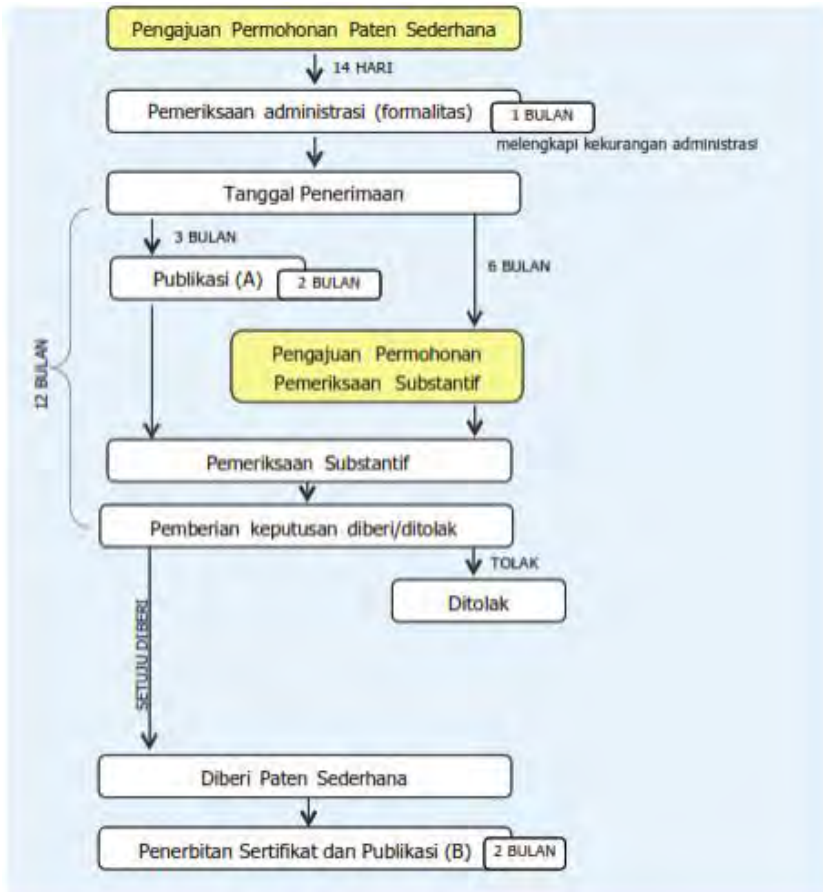 Pengajuan Permohonan Paten Sederhana
14 HARI
Pemeriksaan administrasi (formalitas)
1 BULAN
melengkapi kekurangan administrasi
Tanggal Penerimaan
3 BULAN
6 BULAN
Publikasi (A)
2 BULAN
12 BULAN
Pengajuan Permohonan
Pemeriksaan Substantif
Pemeriksaan Substantif
Pemberian keputusan diberi/ditolak
TOLAK
Ditolak
SETUJU DIBERI
Diberi Paten Sederhana
Penerbitan Sertifikat dan Publikasi (B)
2 BULAN